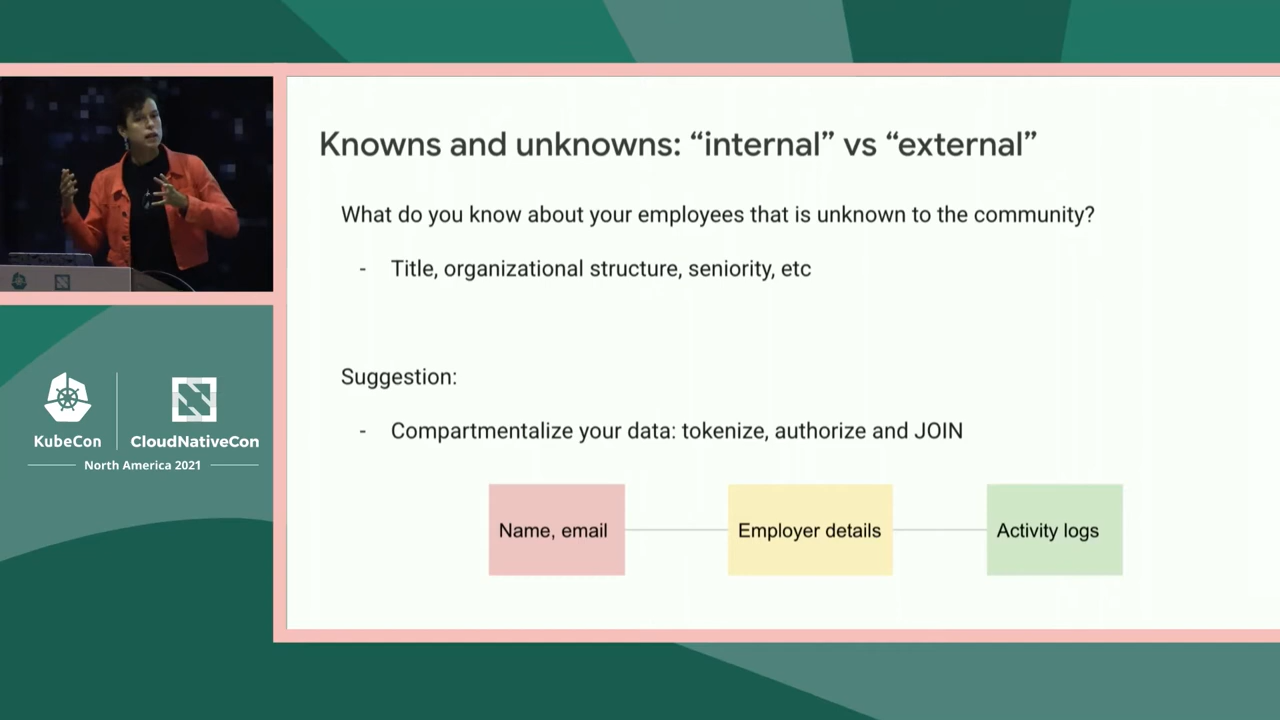 Knowns and unknowns: “internal” vs “external”
What do you know about your employees that is unknown to the community?
- Title, organizational structure, seniority, etc
Suggestion:
- Compartmentalize your data: tokenize, authorize and JOIN
Name, email
Employer details
Activity logs
KubeCon
CloudNativeCon
North America 2021